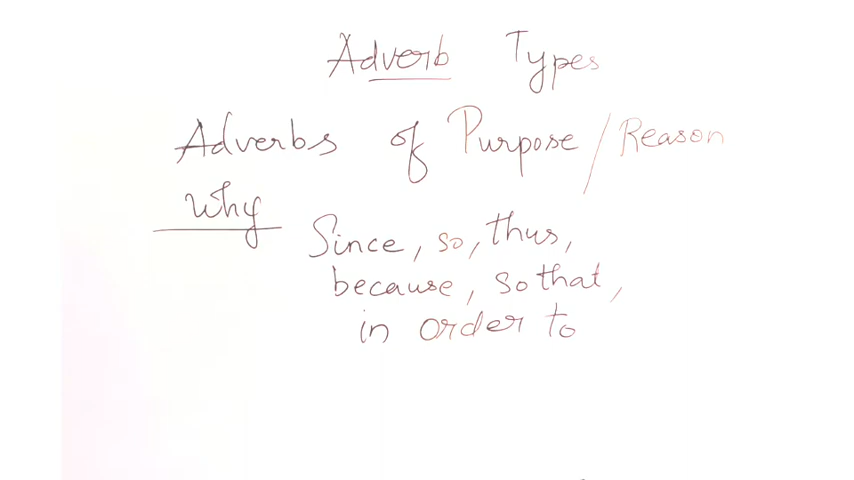 Adverb Types
Adverbs of Purpose / Reason
Why
Since, so, thus,
because, so that,
in order to